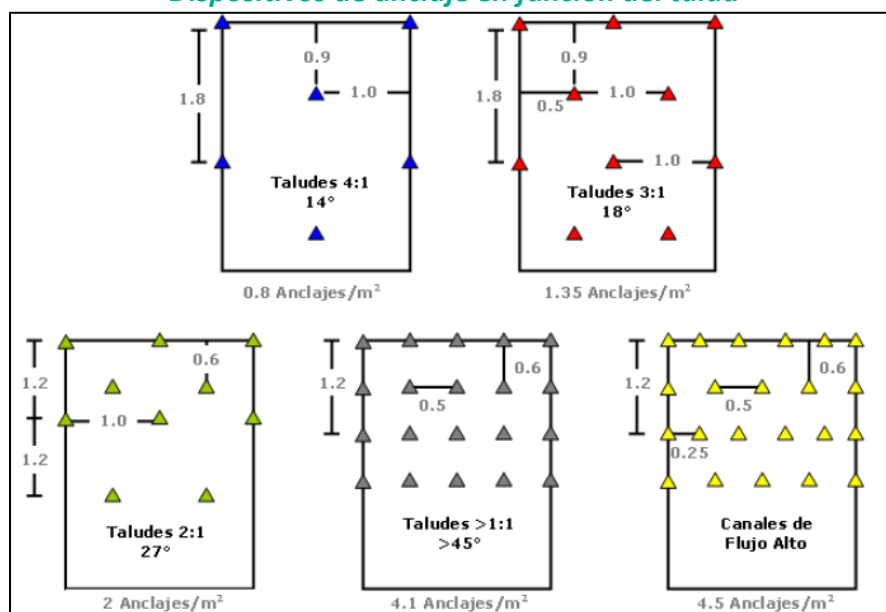 Dispositivos de anclaje en función del talud
0.9
1.8
1.0
Taludes 4:1
14°
0.8 Anclajes/m²
0.9
1.8
0.5
1.0
1.0
Taludes 3:1
18°
1.35 Anclajes/m²
1.2
0.6
1.0
1.2
Taludes 2:1
27°
2 Anclajes/m²
1.2
0.6
0.5
Taludes >1:1
>45°
4.1 Anclajes/m²
1.2
0.6
0.5
0.25
Canales de
Flujo Alto
4.5 Anclajes/m²